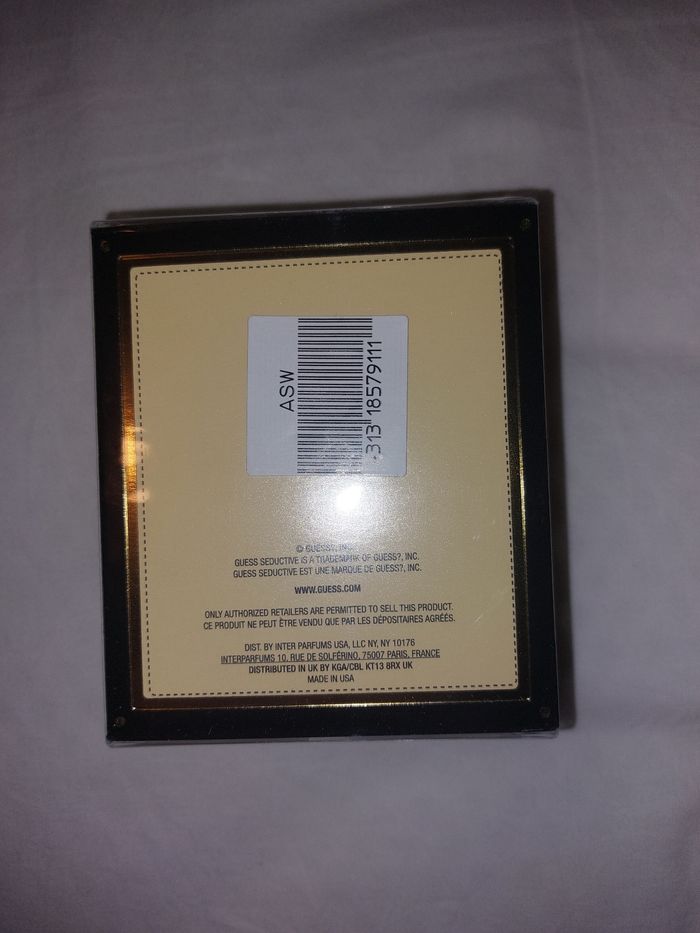 ASW
313 18579111
© GUESS?, INC.
GUESS SEDUCTIVE IS A TRADEMARK OF GUESS?, INC.
GUESS SEDUCTIVE EST UNE MARQUE DE GUESS?, INC.
WWW.GUESS.COM
ONLY AUTHORIZED RETAILERS ARE PERMITTED TO SELL THIS PRODUCT.
CE PRODUIT NE PEUT ÊTRE VENDU QUE PAR LES DÉPOSITAIRES AGRÉÉS.
DIST. BY INTER PARFUMS USA, LLC NY, NY 10176
INTERPARFUMS 10, RUE DE SOLFÉRINO, 75007 PARIS, FRANCE
DISTRIBUTED IN UK BY KGA/CBL KT13 8RX UK
MADE IN USA